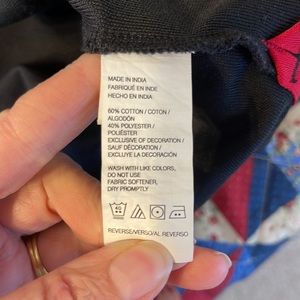 MADE IN INDIA
FABRIQUÉ EN INDE
HECHO EN INDIA
60% COTTON / COTON /
ALGODÓN
40% POLYESTER /
POLIÉSTER
EXCLUSIVE OF DECORATION /
SAUF DÉCORATION /
EXCLUYE LA DECORACIÓN
WASH WITH LIKE COLORS,
DO NOT USE
FABRIC SOFTENER,
DRY PROMPTLY
40
REVERSE/VERSO/AL REVERSO